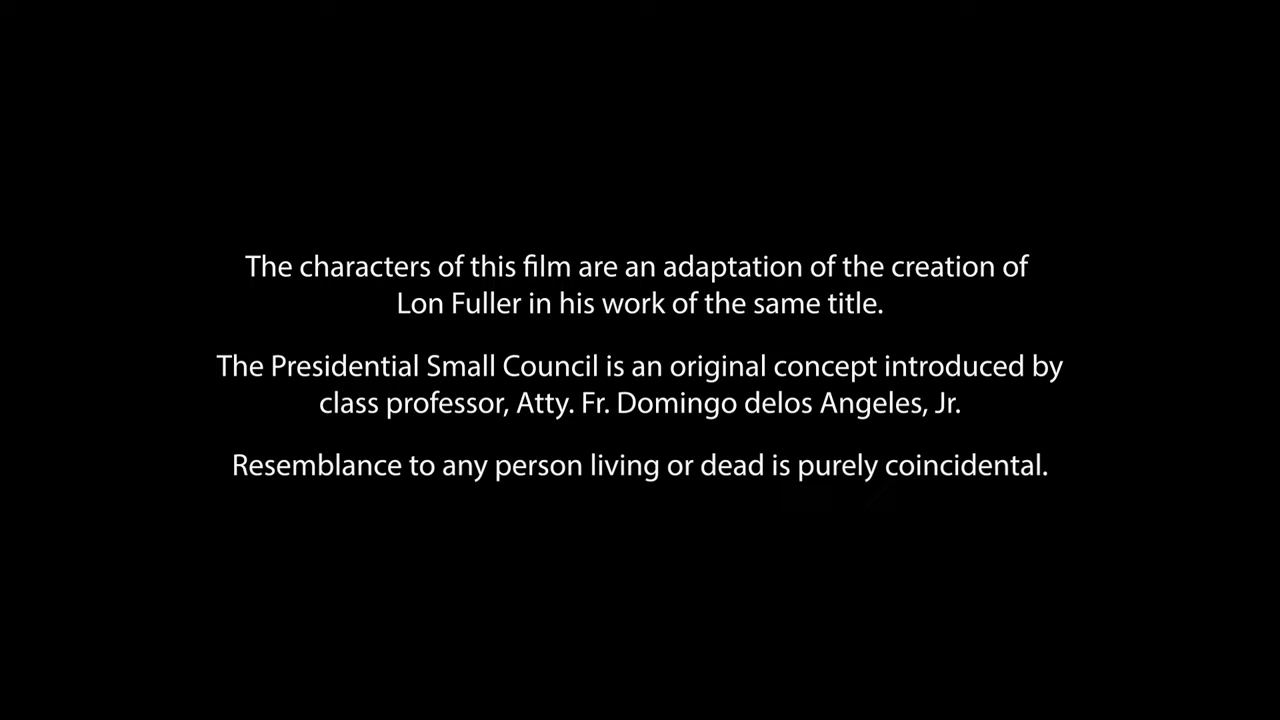 The characters of this film are an adaptation of the creation of
Lon Fuller in his work of the same title.
The Presidential Small Council is an original concept introduced by
class professor, Atty. Fr. Domingo delos Angeles, Jr.
Resemblance to any person living or dead is purely coincidental.